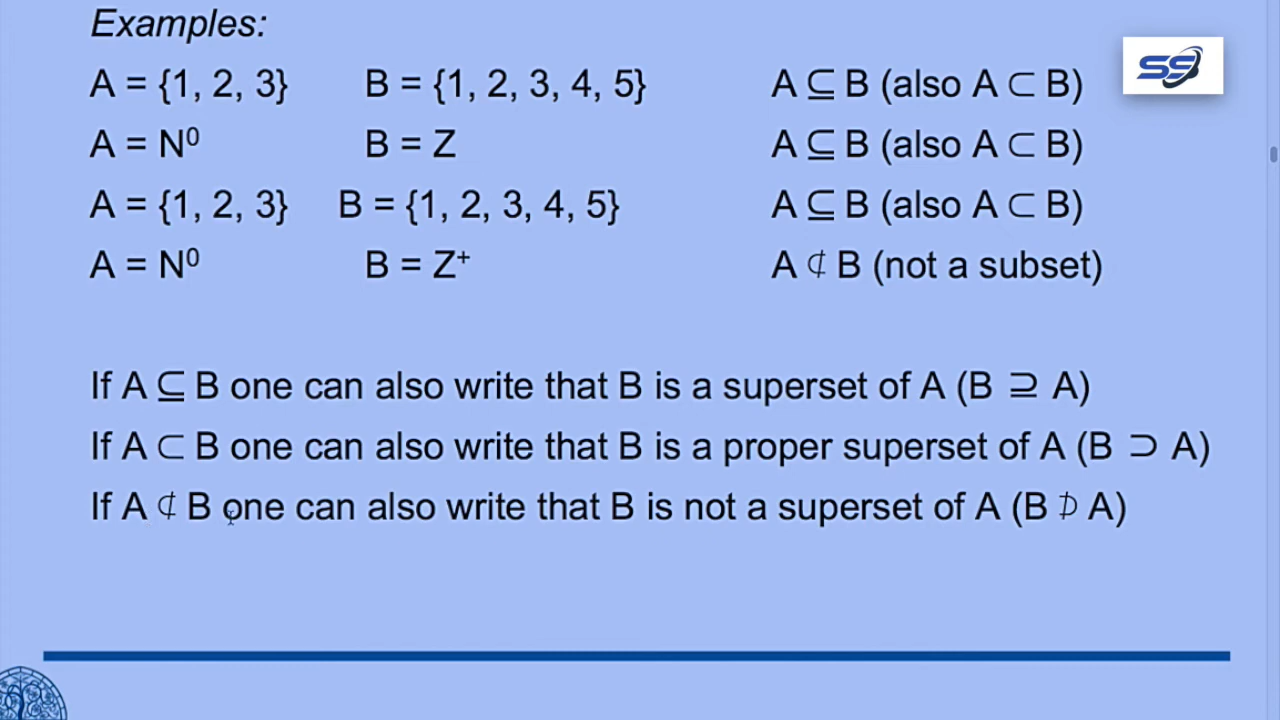 Examples:
SS
A = {1, 2, 3} B = {1, 2, 3, 4, 5} A ⊆ B (also A ⊂ B)
A = N⁰ B = Z A ⊆ B (also A ⊂ B)
A = {1, 2, 3} B = {1, 2, 3, 4, 5} A ⊆ B (also A ⊂ B)
A = N⁰ B = Z⁺ A ⊄ B (not a subset)
If A ⊆ B one can also write that B is a superset of A (B ⊇ A)
If A ⊂ B one can also write that B is a proper superset of A (B ⊃ A)
If A ⊄ B one can also write that B is not a superset of A (B ⊅ A)